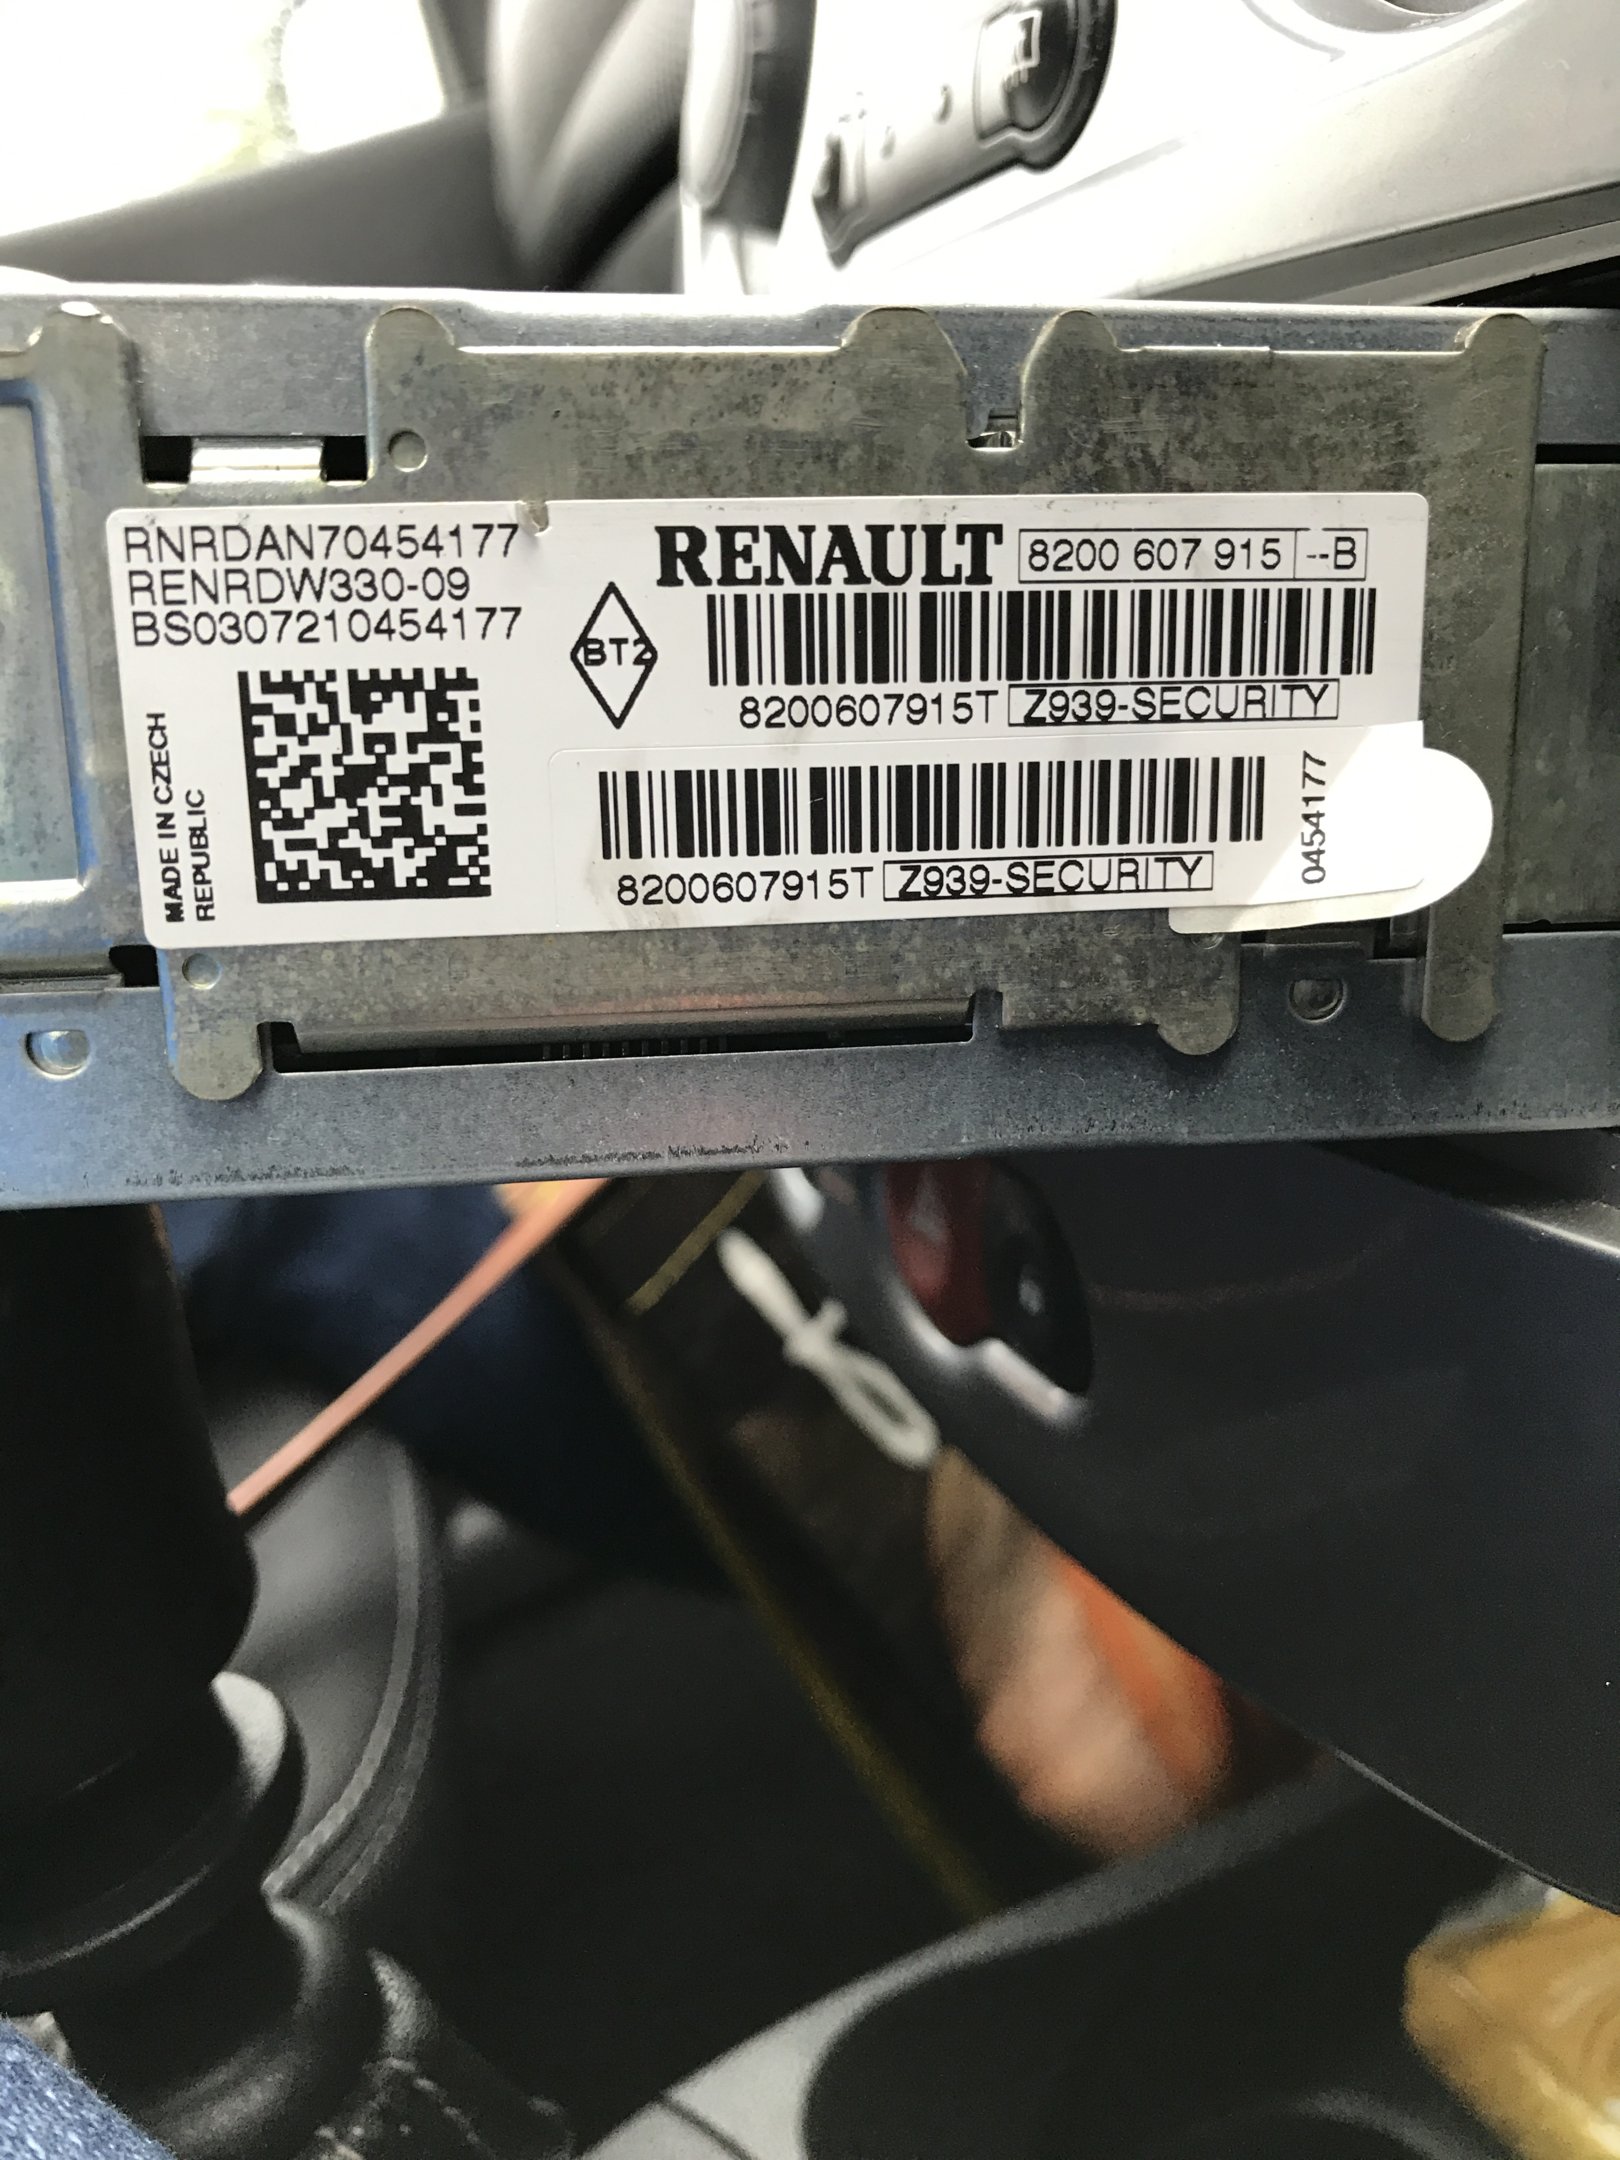 RNRDAN70454177
RENRDW330-09
BS0307210454177
MADE IN CZECH
REPUBLIC
BT2
RENAULT 8200 607 915 --B
8200607915T Z939-SECURITY
8200607915T Z939-SECURITY
0454177